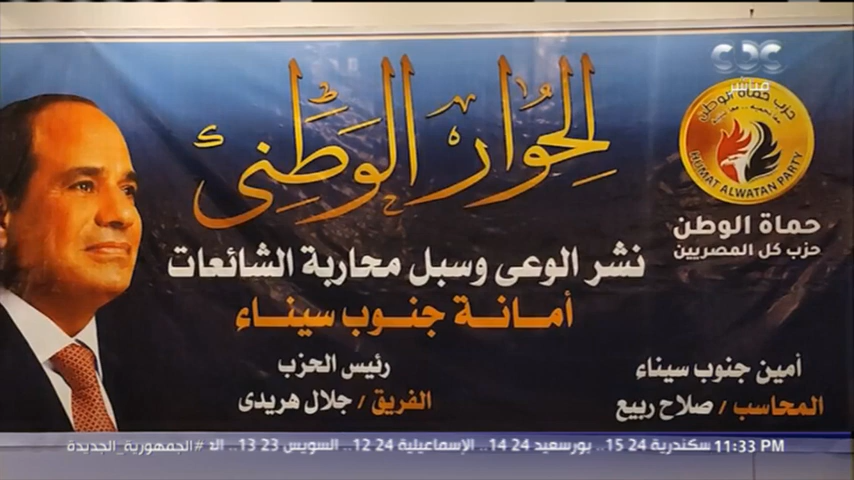 CBC
مباشر
حزب حماة الوطن
HUMAT ALWATAN PARTY
حماة الوطن
حزب كل المصريين
الحوار الوطنى
نشر الوعى وسبل محاربة الشائعات
أمانة جنوب سيناء
أمين جنوب سيناء
المحاسب / صلاح ربيع
رئيس الحزب
الفريق / جلال هريدى
11:33 PM
سكندرية 24 15.. بورسعيد 24 14.. الإسماعيلية 24 12.. السويس 23 13.. #الجمهورية_الجديدة